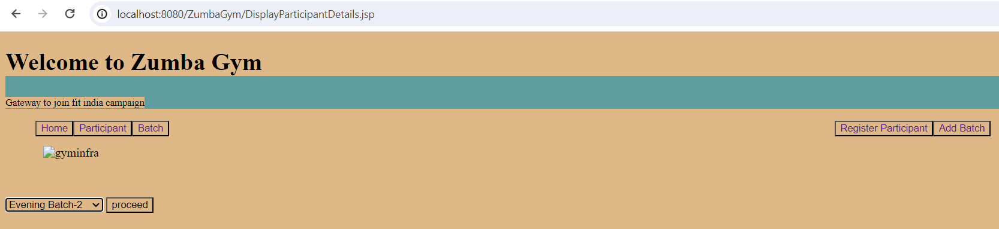 localhost:8080/ZumbaGym/DisplayParticipantDetails.jsp
Welcome to Zumba Gym
Gateway to join fit india campaign
Home Participant Batch Register Participant Add Batch
gyminfra
Evening Batch-2 proceed